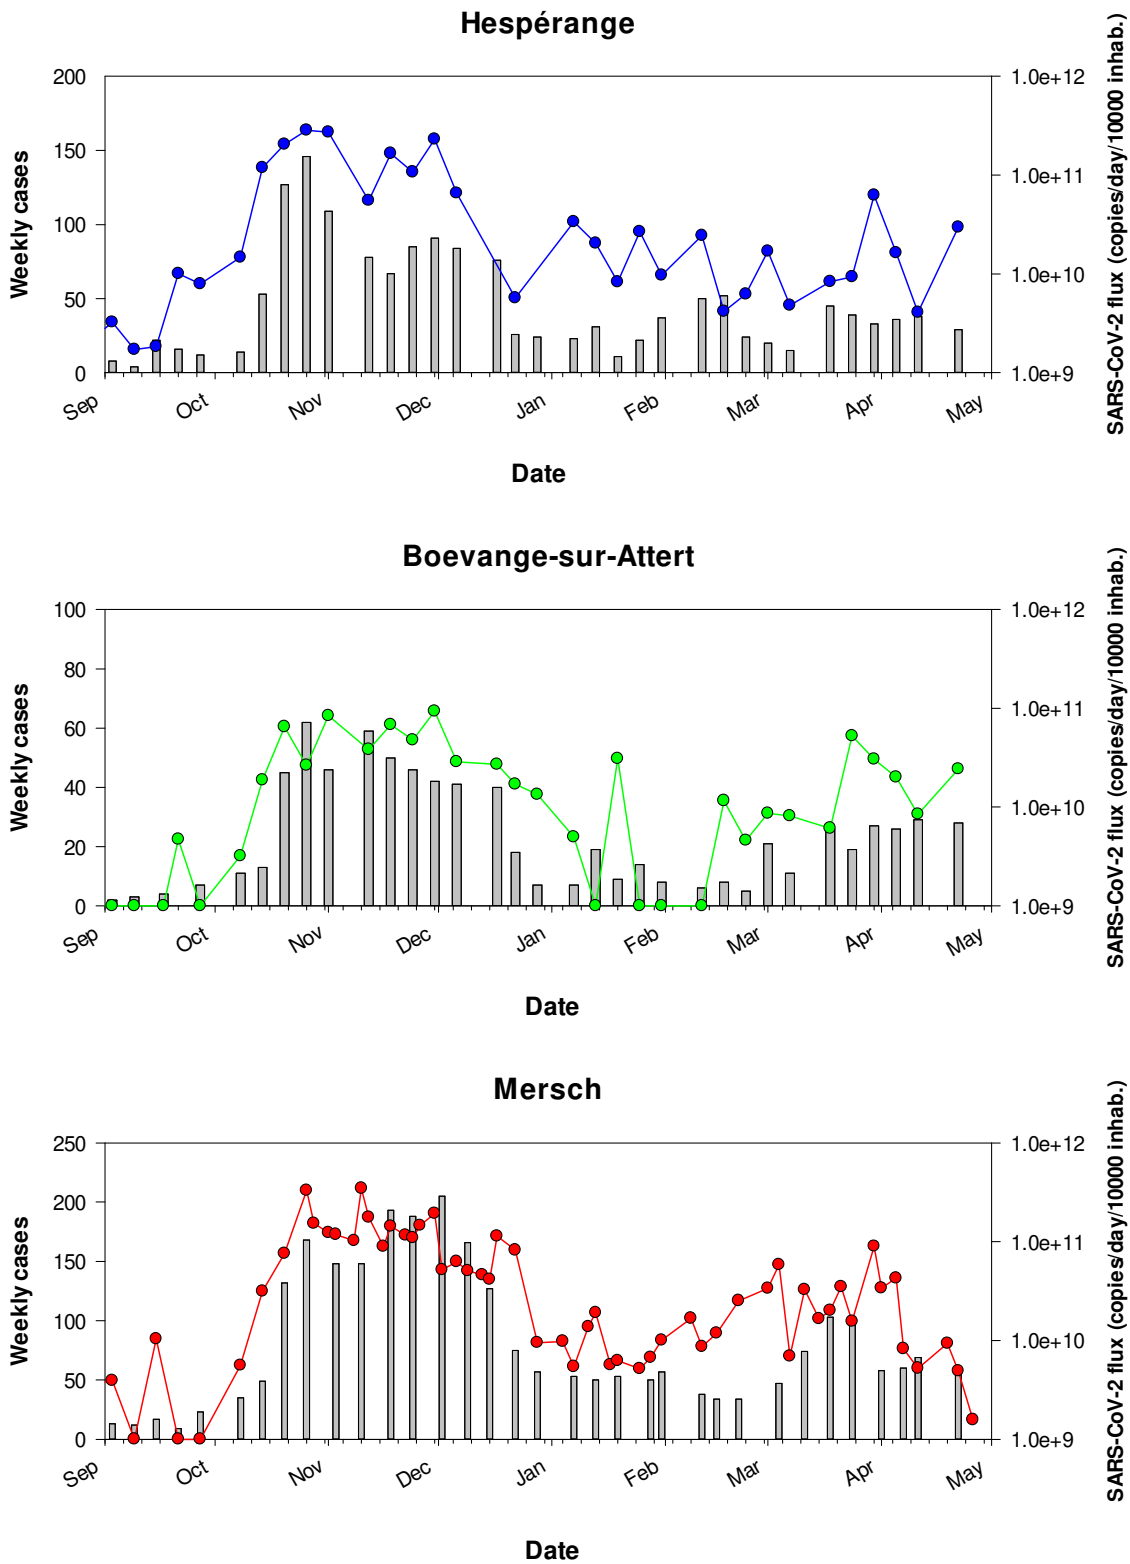 Hespérange
Weekly cases
SARS-CoV-2 flux (copies/day/10000 inhab.)
200
150
100
50
0
1.0e+12
1.0e+11
1.0e+10
1.0e+9
Sep Oct Nov Dec Jan Feb Mar Apr May
Date
Boevange-sur-Attert
Weekly cases
SARS-CoV-2 flux (copies/day/10000 inhab.)
100
80
60
40
20
0
1.0e+12
1.0e+11
1.0e+10
1.0e+9
Sep Oct Nov Dec Jan Feb Mar Apr May
Date
Mersch
Weekly cases
SARS-CoV-2 flux (copies/day/10000 inhab.)
250
200
150
100
50
0
1.0e+12
1.0e+11
1.0e+10
1.0e+9
Sep Oct Nov Dec Jan Feb Mar Apr May
Date